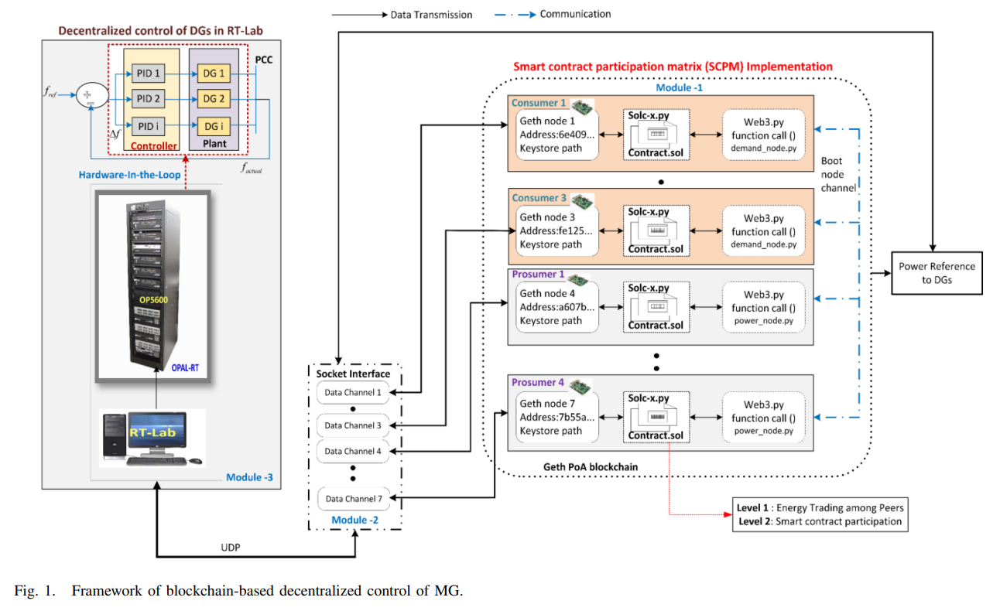 Data Transmission
Communication
Decentralized control of DGs in RT-Lab
PCC
PID 1
DG 1
fref
+
−
PID 2
DG 2
PID i
DG i
Δf
Controller
Plant
factual
Hardware-In-the-Loop
OP5600
OPAL-RT
RT-Lab
Module -3
UDP
Socket Interface
Data Channel 1
Data Channel 3
Data Channel 4
Data Channel 7
Module -2
Smart contract participation matrix (SCPM) Implementation
Module -1
Consumer 1
Geth node 1
Address:6e409...
Keystore path
Solc-x.py
Contract.sol
Web3.py
function call ()
demand_node.py
Boot
node
channel
Consumer 3
Geth node 3
Address:fe125...
Keystore path
Solc-x.py
Contract.sol
Web3.py
function call ()
demand_node.py
Prosumer 1
Geth node 4
Address:a607b...
Keystore path
Solc-x.py
Contract.sol
Web3.py
function call ()
power_node.py
Prosumer 4
Geth node 7
Address:7b55a...
Keystore path
Solc-x.py
Contract.sol
Web3.py
function call ()
power_node.py
Geth PoA blockchain
Power Reference
to DGs
Level 1 : Energy Trading among Peers
Level 2: Smart contract participation
Fig. 1. Framework of blockchain-based decentralized control of MG.